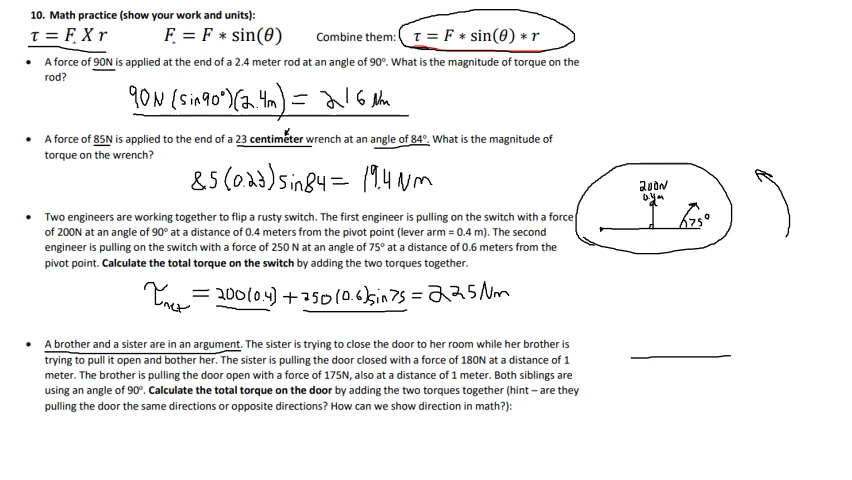 10. Math practice (show your work and units):
τ = F⊥ X r F⊥ = F * sin(θ) Combine them: τ = F * sin(θ) * r
• A force of 90N is applied at the end of a 2.4 meter rod at an angle of 90°. What is the magnitude of torque on the
rod?
90N (sin90°)(2.4m) = 216 Nm
• A force of 85N is applied to the end of a 23 centimeter wrench at an angle of 84°. What is the magnitude of
torque on the wrench?
85(0.23)sin84 = 19.4 Nm
200N
0.4m
75°
• Two engineers are working together to flip a rusty switch. The first engineer is pulling on the switch with a force
of 200N at an angle of 90° at a distance of 0.4 meters from the pivot point (lever arm = 0.4 m). The second
engineer is pulling on the switch with a force of 250 N at an angle of 75° at a distance of 0.6 meters from the
pivot point. Calculate the total torque on the switch by adding the two torques together.
τnet = 200(0.4) + 250(0.6)sin75 = 225 Nm
• A brother and a sister are in an argument. The sister is trying to close the door to her room while her brother is
trying to pull it open and bother her. The sister is pulling the door closed with a force of 180N at a distance of 1
meter. The brother is pulling the door open with a force of 175N, also at a distance of 1 meter. Both siblings are
using an angle of 90°. Calculate the total torque on the door by adding the two torques together (hint – are they
pulling the door the same directions or opposite directions? How can we show direction in math?):